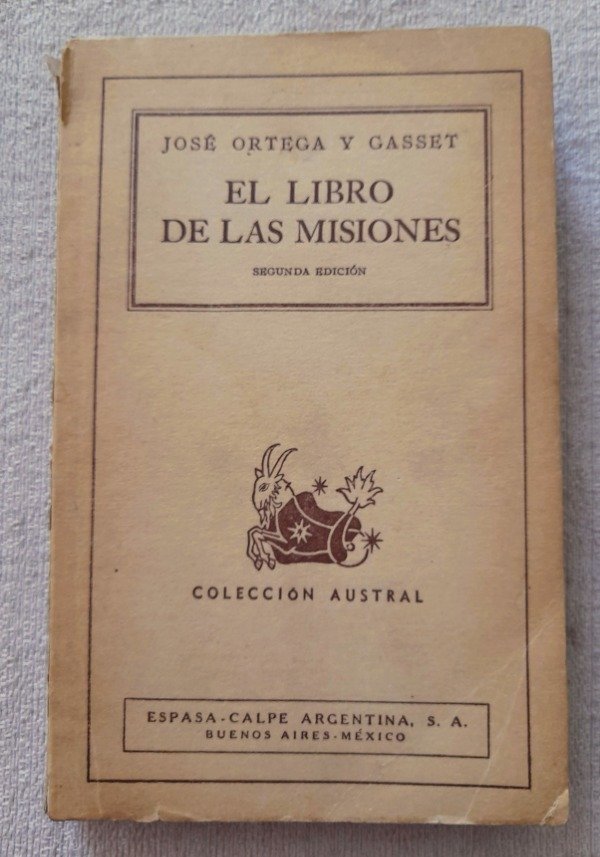 JOSÉ ORTEGA Y GASSET
EL LIBRO
DE LAS MISIONES
SEGUNDA EDICIÓN
COLECCIÓN AUSTRAL
ESPASA-CALPE ARGENTINA, S. A.
BUENOS AIRES-MÉXICO